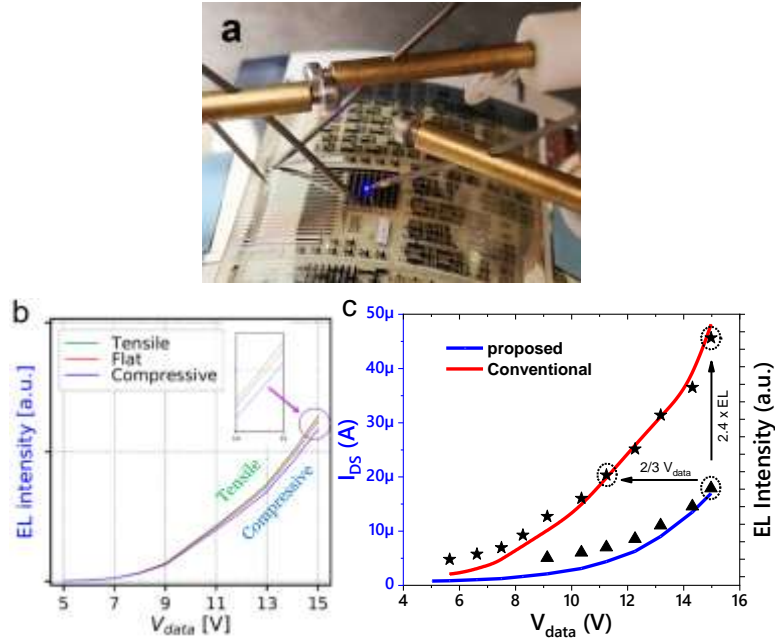 a
b
EL intensity [a.u.]
Tensile
Flat
Compressive
Tensile
Compressive
5 7 9 11 13 15
V_data [V]
c
I_DS (A)
50µ
40µ
30µ
20µ
10µ
0
proposed
Conventional
2.4 x EL
2/3 V_data
EL Intensity (a.u.)
4 6 8 10 12 14 16
V_data (V)